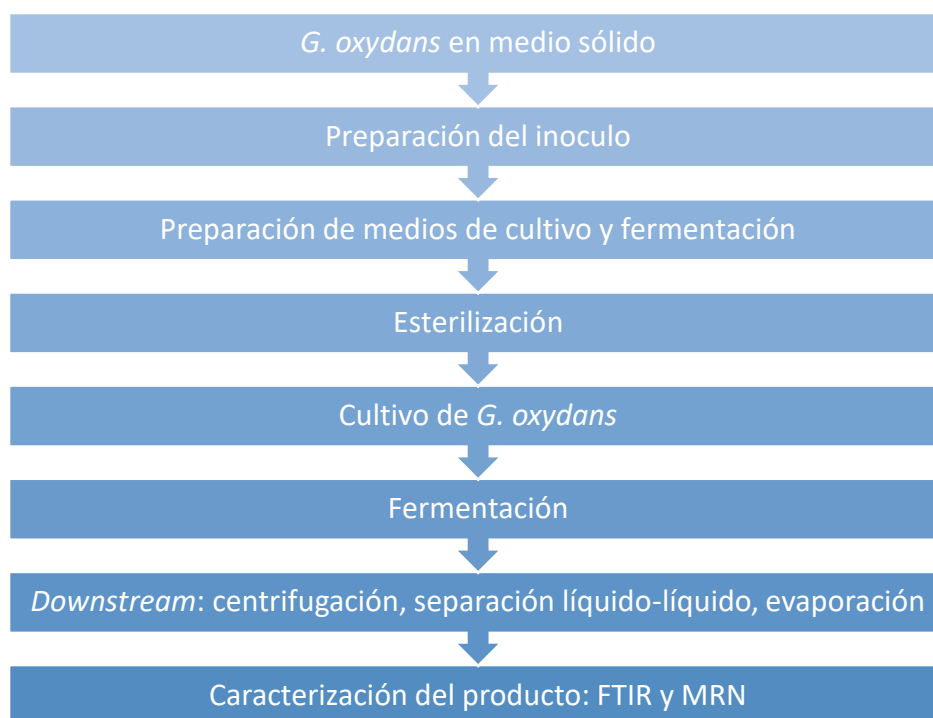 G. oxydans en medio sólido
Preparación del inoculo
Preparación de medios de cultivo y fermentación
Esterilización
Cultivo de G. oxydans
Fermentación
Downstream: centrifugación, separación líquido-líquido, evaporación
Caracterización del producto: FTIR y MRN